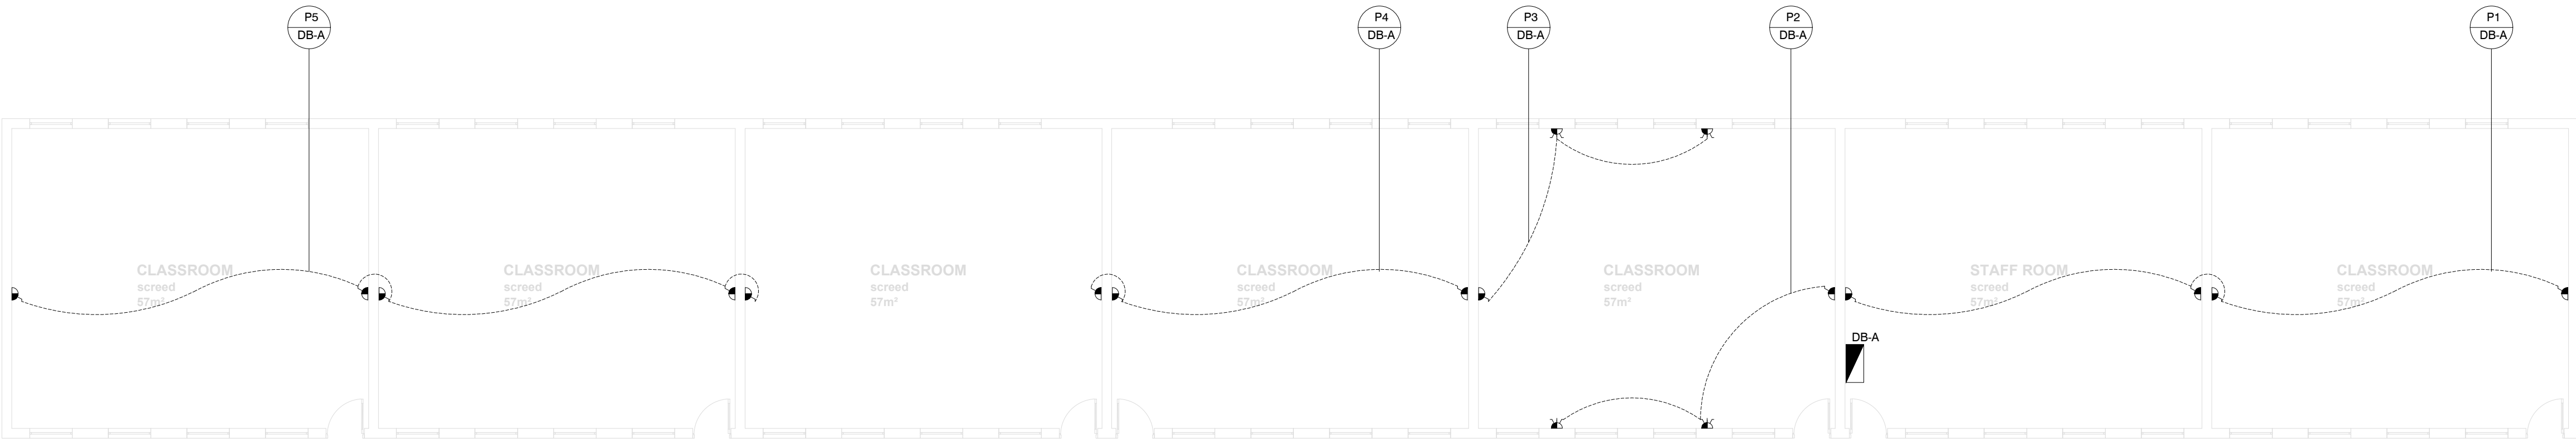 P5
DB-A
P4
DB-A
P3
DB-A
P2
DB-A
P1
DB-A
CLASSROOM
screed
57m²
CLASSROOM
screed
57m²
CLASSROOM
screed
57m²
CLASSROOM
screed
57m²
CLASSROOM
screed
57m²
STAFF ROOM
screed
57m²
CLASSROOM
screed
57m²
DB-A